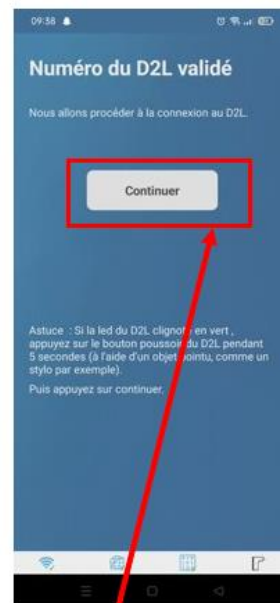 09:38
Numéro du D2L validé
Nous allons procéder à la connexion au D2L.
Continuer
Astuce : Si la led du D2L clignote en vert ,
appuyez sur le bouton poussoir du D2L pendant
5 secondes (à l'aide d'un objet pointu, comme un
stylo par exemple).
Puis appuyez sur continuer.